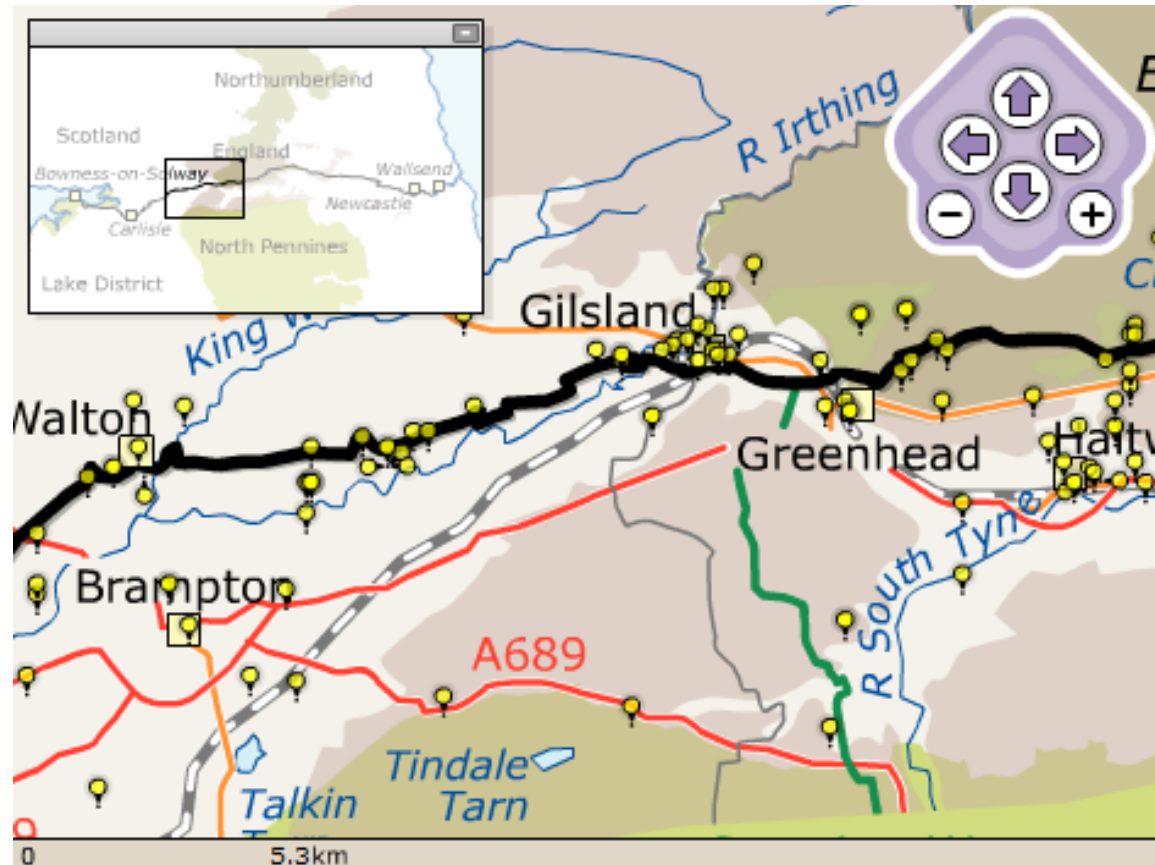 Northumberland
Scotland
England
Bowness-on-Solway
Wallsend
Newcastle
Carlisle
North Pennines
Lake District
R Irthing
King
Gilsland
Walton
Greenhead
Haltw
Brampton
R South Tyne
A689
Tindale
Tarn
Talkin
0
5.3km